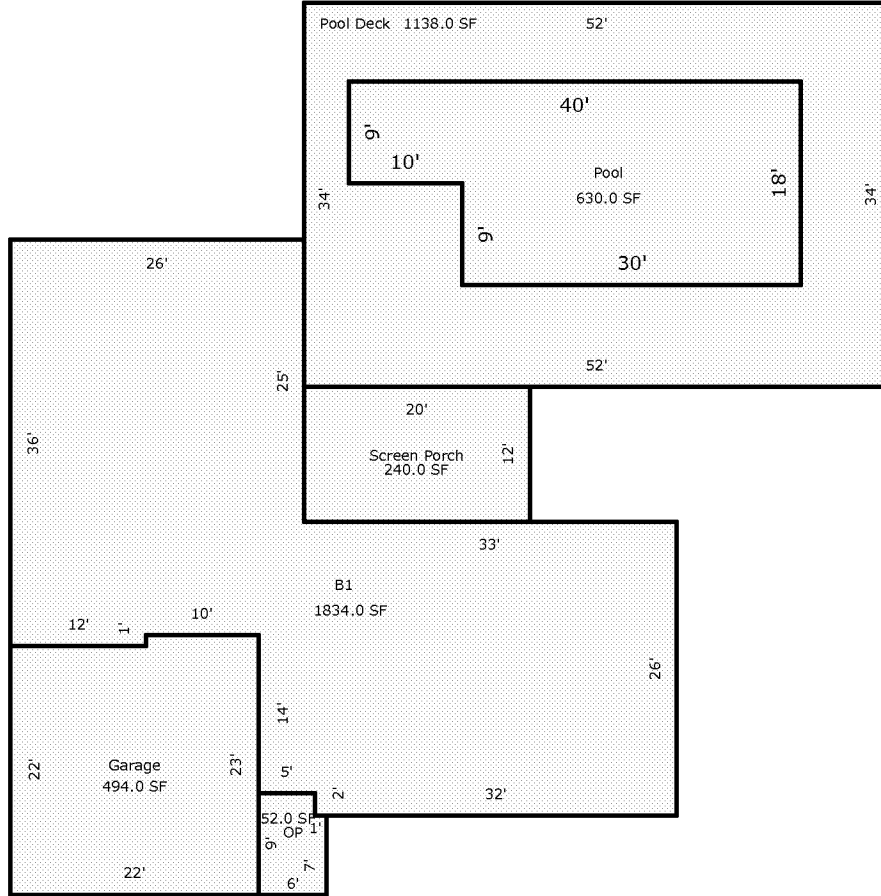 Pool Deck 1138.0 SF 52'
40'
9'
10'
Pool
630.0 SF
18'
34'
34'
9'
30'
26'
52'
25'
20'
36'
Screen Porch
240.0 SF
12'
33'
B1
1834.0 SF
12'
1'
10'
26'
14'
Garage
494.0 SF
22'
23'
5'
2'
32'
52.0 SF
OP
1'
9'
7'
22'
6'